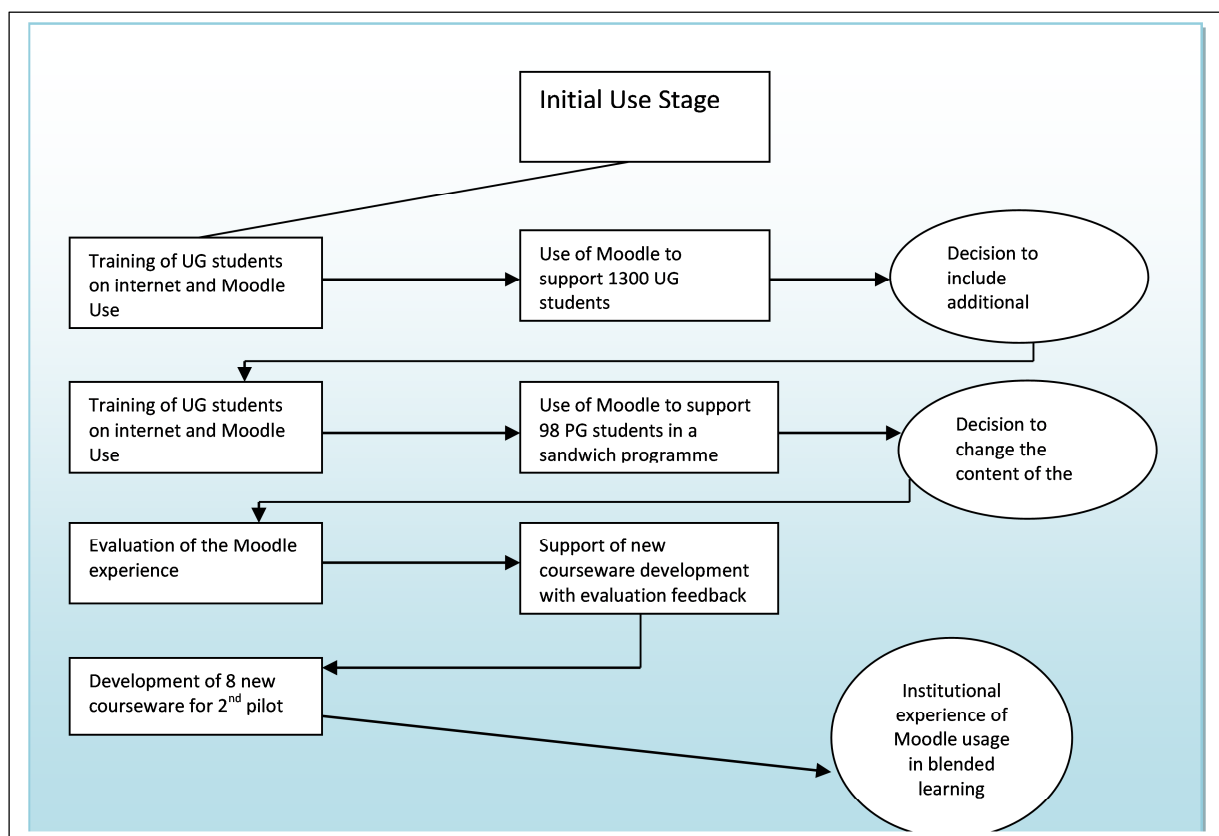 Initial Use Stage
Training of UG students
on internet and Moodle
Use
Use of Moodle to
support 1300 UG
students
Decision to
include
additional
Training of UG students
on internet and Moodle
Use
Use of Moodle to support
98 PG students in a
sandwich programme
Decision to
change the
content of the
Evaluation of the Moodle
experience
Support of new
courseware development
with evaluation feedback
Development of 8 new
courseware for 2nd pilot
Institutional
experience of
Moodle usage
in blended
learning